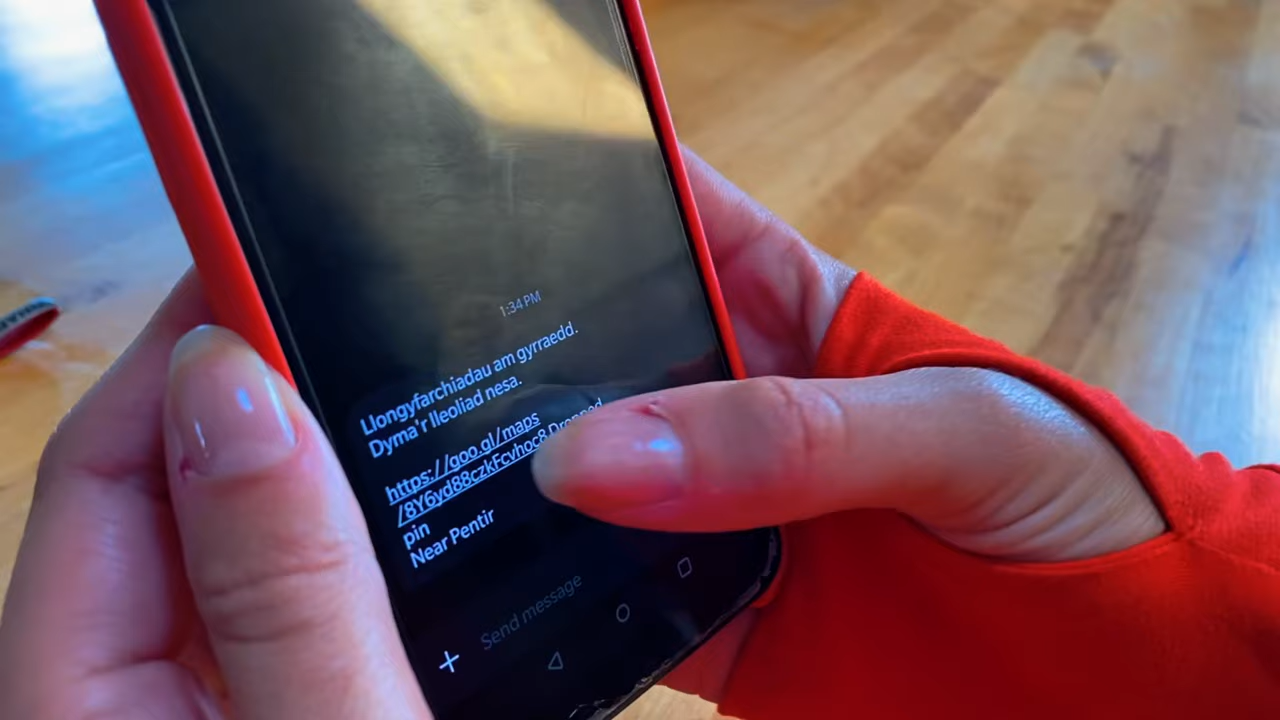 1:34 PM
Llongyfarchiadau am gyrraedd.
Dyma'r lleoliad nesa.
https://goo.gl/maps
/8Y6yd88czkFcvhoc8 Dropped
pin
Near Pentir
Send message